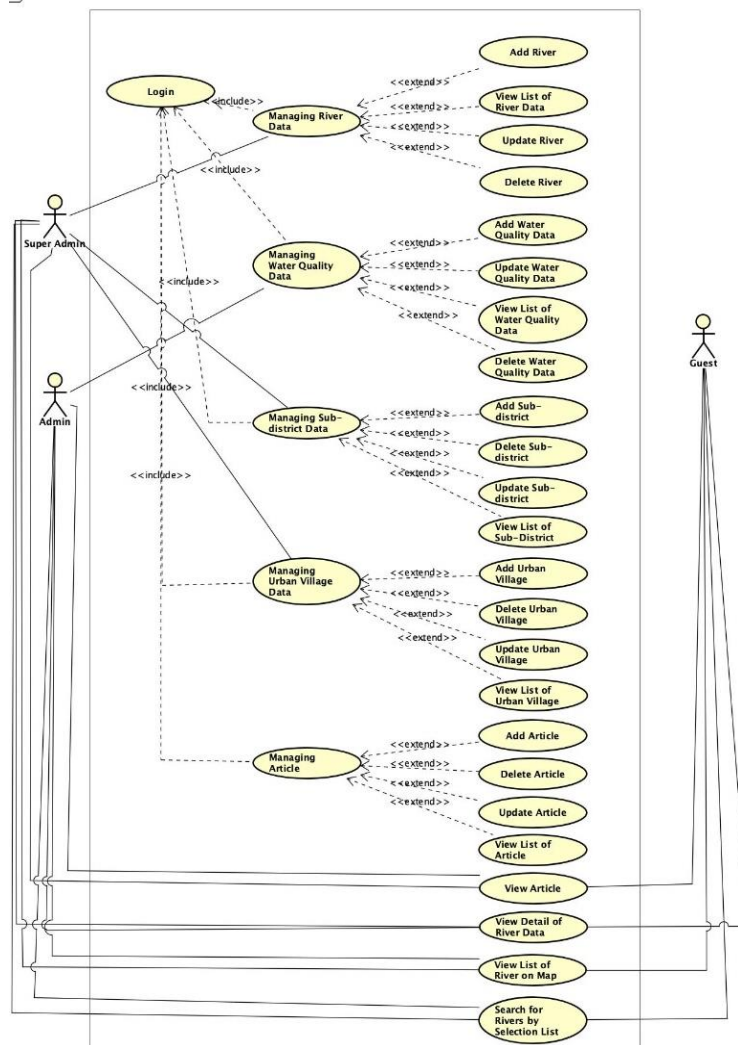 Add River
<<extend>>
Login
<<include>>
<<extend>>
View List of
River Data
Managing River
Data
<<extend>>
Update River
<<extend>>
Delete River
<<include>>
Super Admin
Managing
Water Quality
Data
<<extend>>
Add Water
Quality Data
<<extend>>
Update Water
Quality Data
<<include>>
<<extend>>
View List of
Water Quality
Data
<<extend>>
Delete Water
Quality Data
Guest
<<include>>
Admin
Managing Sub-
district Data
<<extend>>
Add Sub-
district
<<extend>>
Delete Sub-
district
<<extend>>
Update Sub-
district
<<include>>
<<extend>>
View List of
Sub-District
Managing
Urban Village
Data
<<extend>>
Add Urban
Village
<<extend>>
Delete Urban
Village
<<extend>>
Update Urban
Village
<<extend>>
View List of
Urban Village
Managing
Article
<<extend>>
Add Article
<<extend>>
Delete Article
<<extend>>
Update Article
<<extend>>
View List of
Article
View Article
View Detail of
River Data
View List of
River on Map
Search for
Rivers by
Selection List